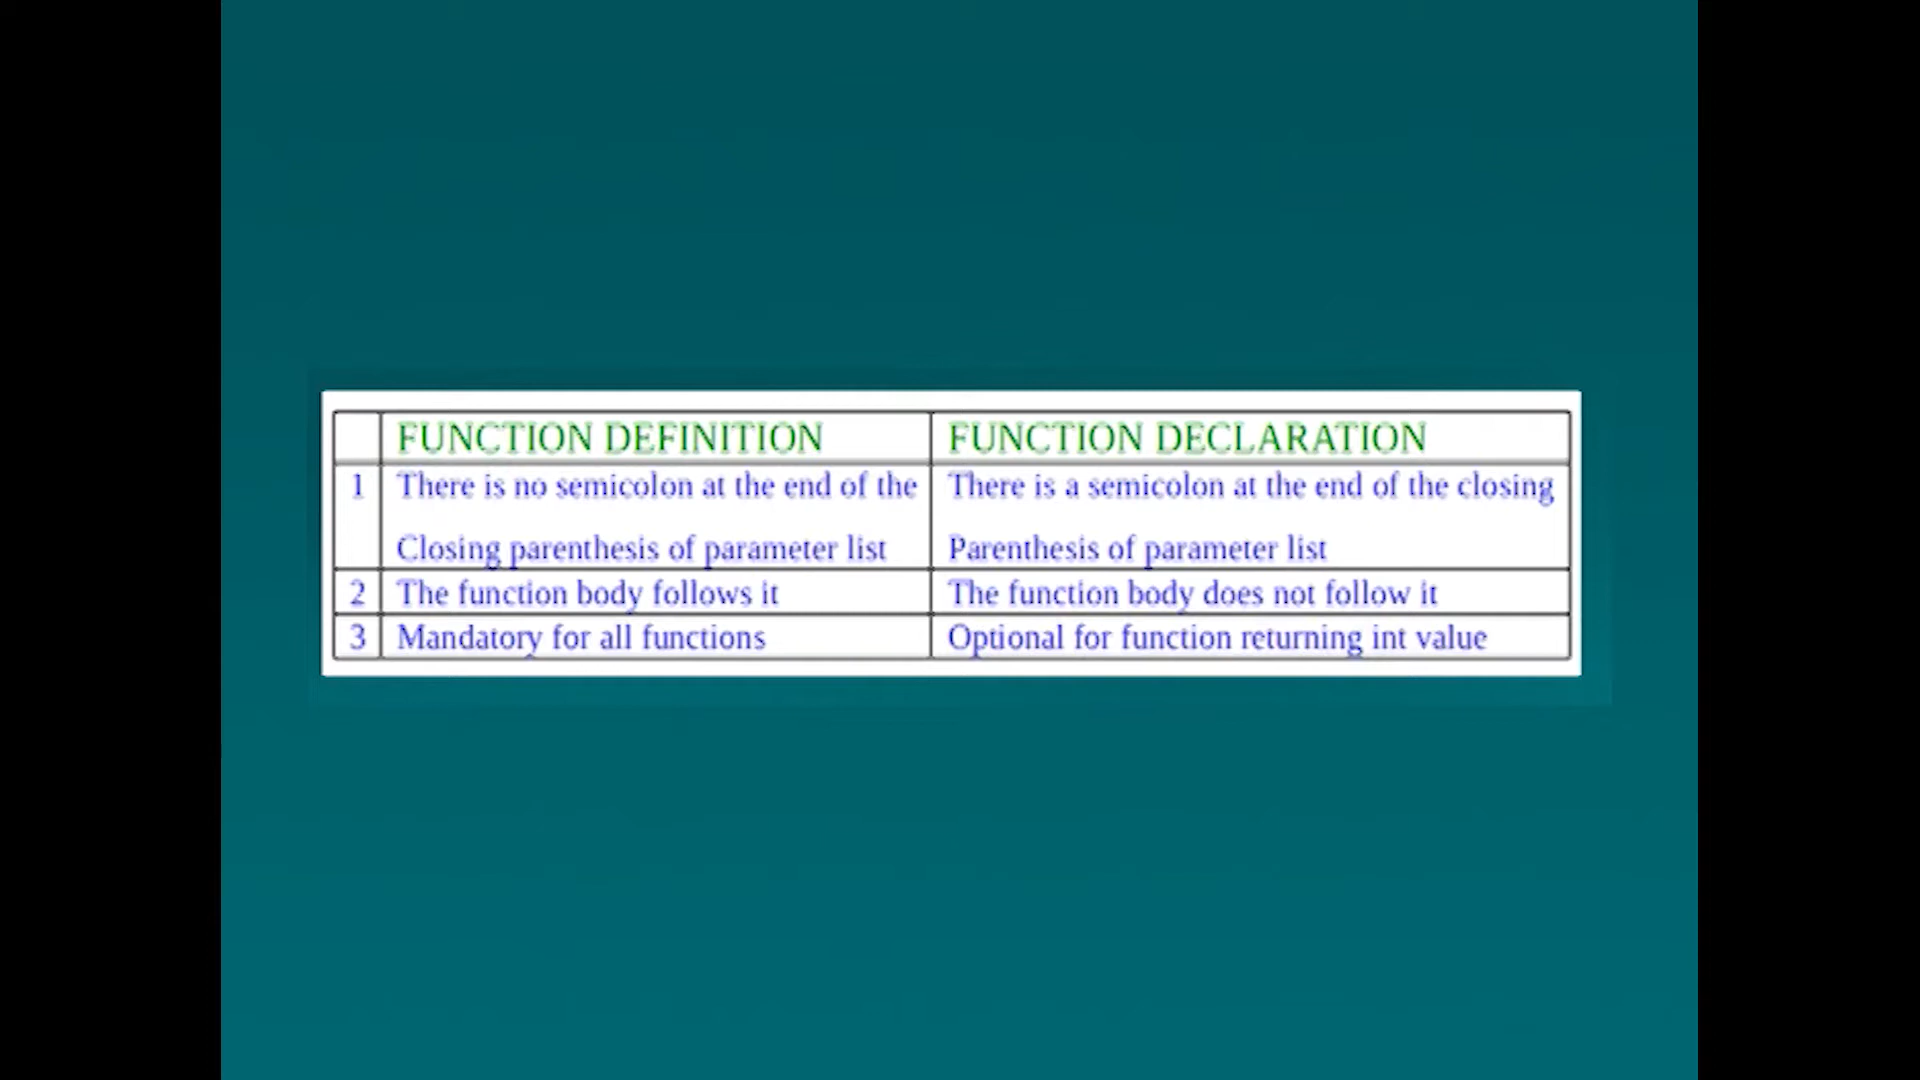 FUNCTION DEFINITION FUNCTION DECLARATION
1 There is no semicolon at the end of the There is a semicolon at the end of the closing
Closing parenthesis of parameter list Parenthesis of parameter list
2 The function body follows it The function body does not follow it
3 Mandatory for all functions Optional for function returning int value